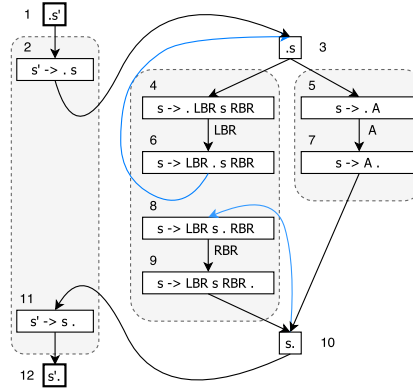 1 .s'
2
s' -> . s
.s 3
4
s -> . LBR s RBR
LBR
6
s -> LBR . s RBR
5
s -> . A
A
7
s -> A .
8
s -> LBR s . RBR
RBR
9
s -> LBR s RBR .
s. 10
11
s' -> s .
12 s'.